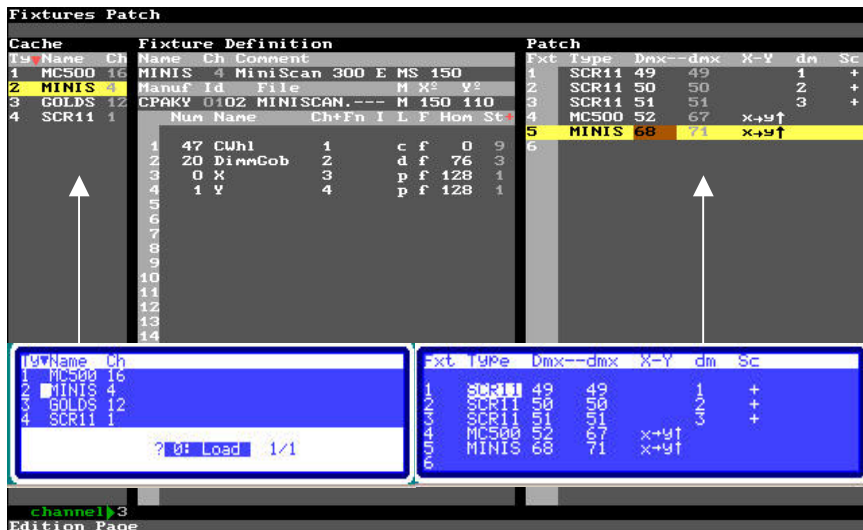 Fixtures Patch
Cache Fixture Definition Patch
Ty▼Name Ch
1 MC500 16
2 MINIS 4
3 GOLDS 12
4 SCR11 1
Name Ch Comment
MINIS 4 MiniScan 300 E MS 150
Manuf Id File M Xº Yº
CPAKY 0102 MINISCAN.--- M 150 110
Num Name Ch+Fn I L F Hom St+
1 47 CWhl 1 c f 0 9
2 20 DimmGob 2 d f 76 3
3 0 X 3 p f 128 1
4 1 Y 4 p f 128 1
5
6
7
8
9
10
11
12
13
14
Fxt Type Dmx--dmx X-Y dm Sc
1 SCR11 49 49 1 +
2 SCR11 50 50 2 +
3 SCR11 51 51 3 +
4 MC500 52 67 x→y↑
5 MINIS 68 71 x→y↑
6
Ty▼Name Ch
1 MC500 16
2 MINIS 4
3 GOLDS 12
4 SCR11 1
? 0: Load 1/1
Fxt Type Dmx--dmx X-Y dm Sc
1 SCR11 49 49 1 +
2 SCR11 50 50 2 +
3 SCR11 51 51 3 +
4 MC500 52 67 x→y↑
5 MINIS 68 71 x→y↑
6
channel▶3
Edition Page